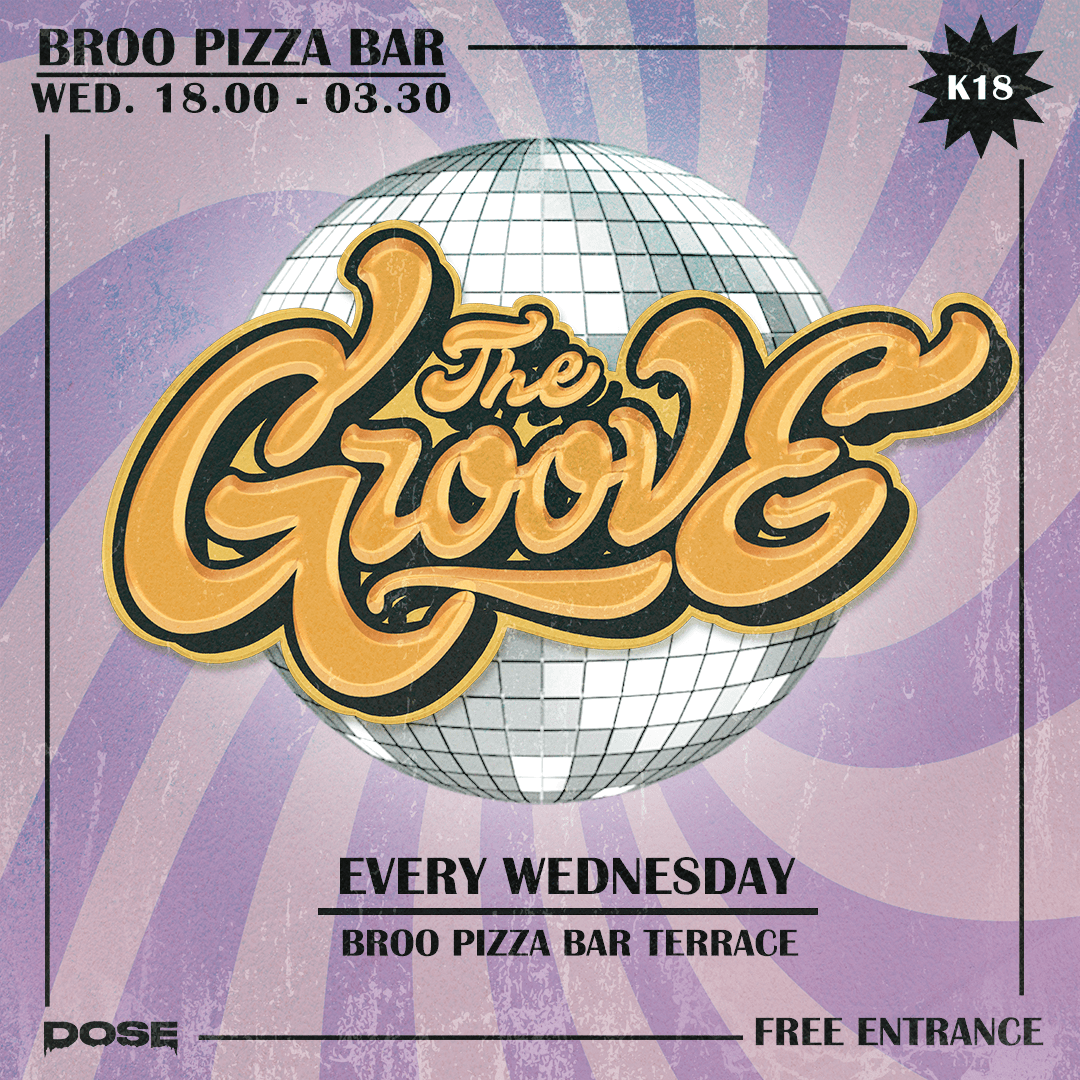 BROO PIZZA BAR
WED. 18.00 - 03.30
K18
The
GrooVE
EVERY WEDNESDAY
BROO PIZZA BAR TERRACE
DOSE
FREE ENTRANCE